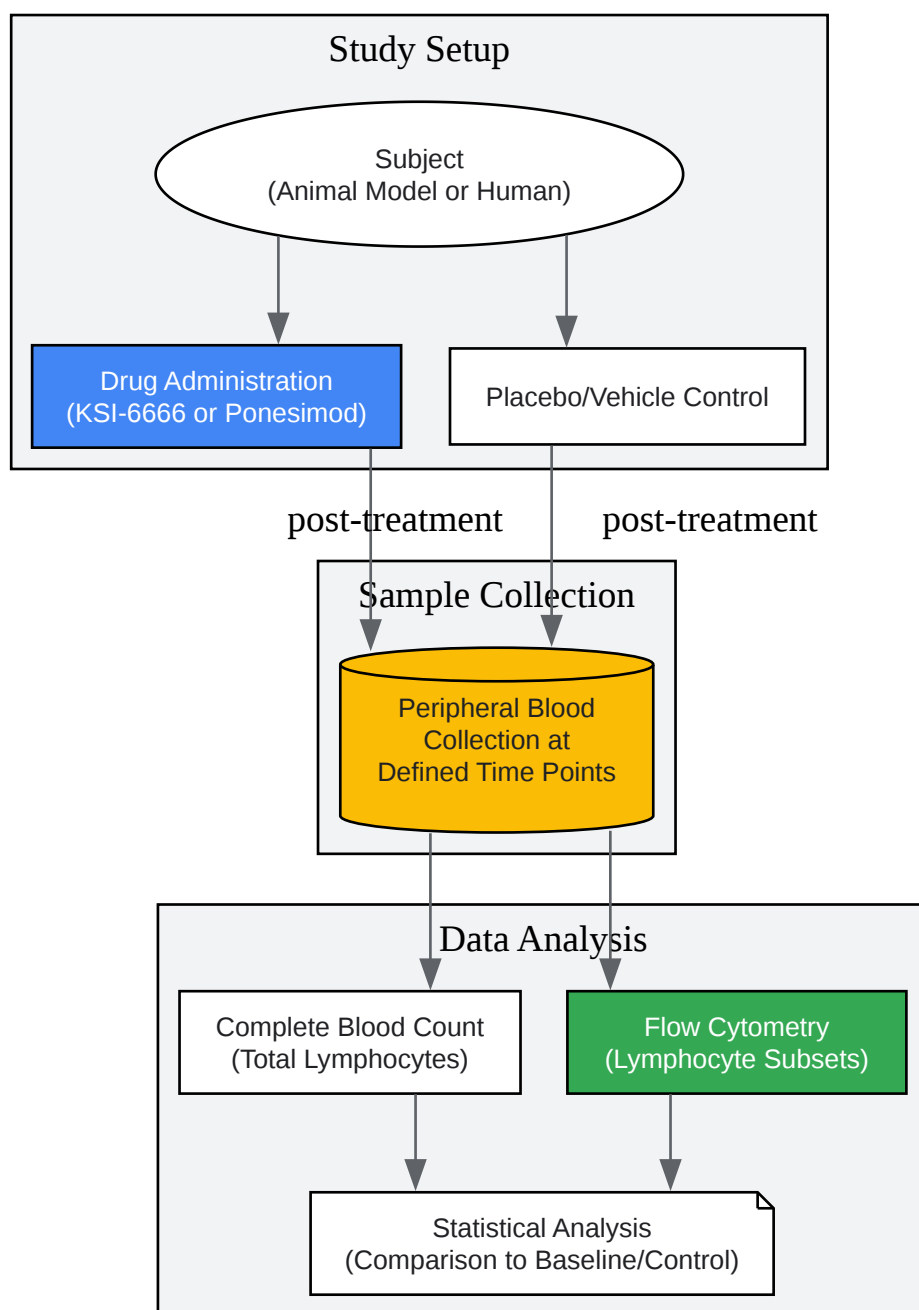 Study Setup
Subject
(Animal Model or Human)
Drug Administration
(KSI-6666 or Ponesimod)
Placebo/Vehicle Control
post-treatment
post-treatment
Sample Collection
Peripheral Blood
Collection at
Defined Time Points
Data Analysis
Complete Blood Count
(Total Lymphocytes)
Flow Cytometry
(Lymphocyte Subsets)
Statistical Analysis
(Comparison to Baseline/Control)